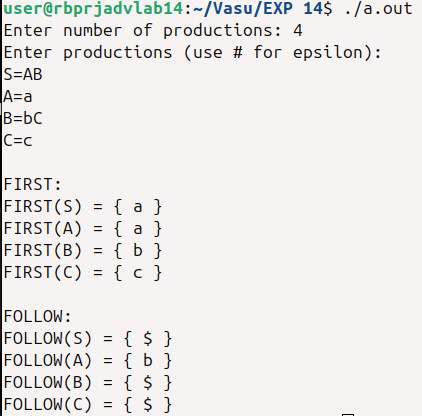 user@rbprjadvlab14:~/Vasu/EXP 14$ ./a.out
Enter number of productions: 4
Enter productions (use # for epsilon):
S=AB
A=a
B=bC
C=c

FIRST:
FIRST(S) = { a }
FIRST(A) = { a }
FIRST(B) = { b }
FIRST(C) = { c }

FOLLOW:
FOLLOW(S) = { $ }
FOLLOW(A) = { b }
FOLLOW(B) = { $ }
FOLLOW(C) = { $ }